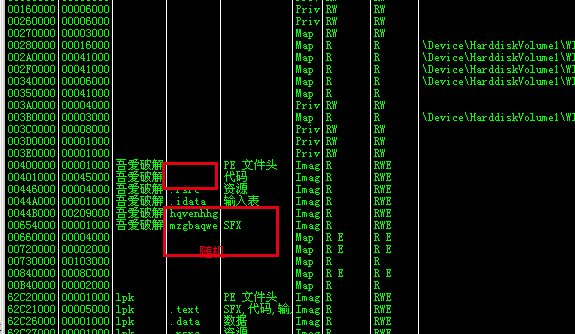 00160000 00006000 Priv RW RW
00260000 00006000 Priv RW RW
00270000 00003000 Map RW RW
00280000 00016000 Map R R \Device\HarddiskVolume1\WI
002A0000 00041000 Map R R \Device\HarddiskVolume1\WI
002F0000 00041000 Map R R \Device\HarddiskVolume1\WI
00340000 00006000 Map R R \Device\HarddiskVolume1\WI
00350000 00041000 Map R R
003A0000 00004000 Priv RW RW
003B0000 00003000 Map R R \Device\HarddiskVolume1\WI
003C0000 00008000 Priv RW RW
003D0000 00001000 Priv RW RW
003E0000 00001000 Priv RW RW
00400000 00001000 吾爱破解 PE 文件头 Imag R RWE
00401000 00045000 吾爱破解 代码 Imag R RWE
00446000 00004000 吾爱破解 .rsrc 资源 Imag R RWE
0044A000 00001000 吾爱破解 .idata 输入表 Imag R RWE
0044B000 00209000 吾爱破解 hqvenhhg Imag R RWE
00654000 00001000 吾爱破解 mzgbaqwe SFX Imag R RWE
00660000 00004000 Map R E R E
00720000 00002000 Map R E R E
随机
00730000 00103000 Map R R
00840000 0008C000 Map R E R E
00B40000 00002000 Map R R
62C20000 00001000 lpk PE 文件头 Imag R RWE
62C21000 00005000 lpk .text SFX,代码,输 Imag R RWE
62C26000 00001000 lpk .data 数据 Imag R RWE
62C27000 00001000 lpk .rsrc 资源 Imag R RWE